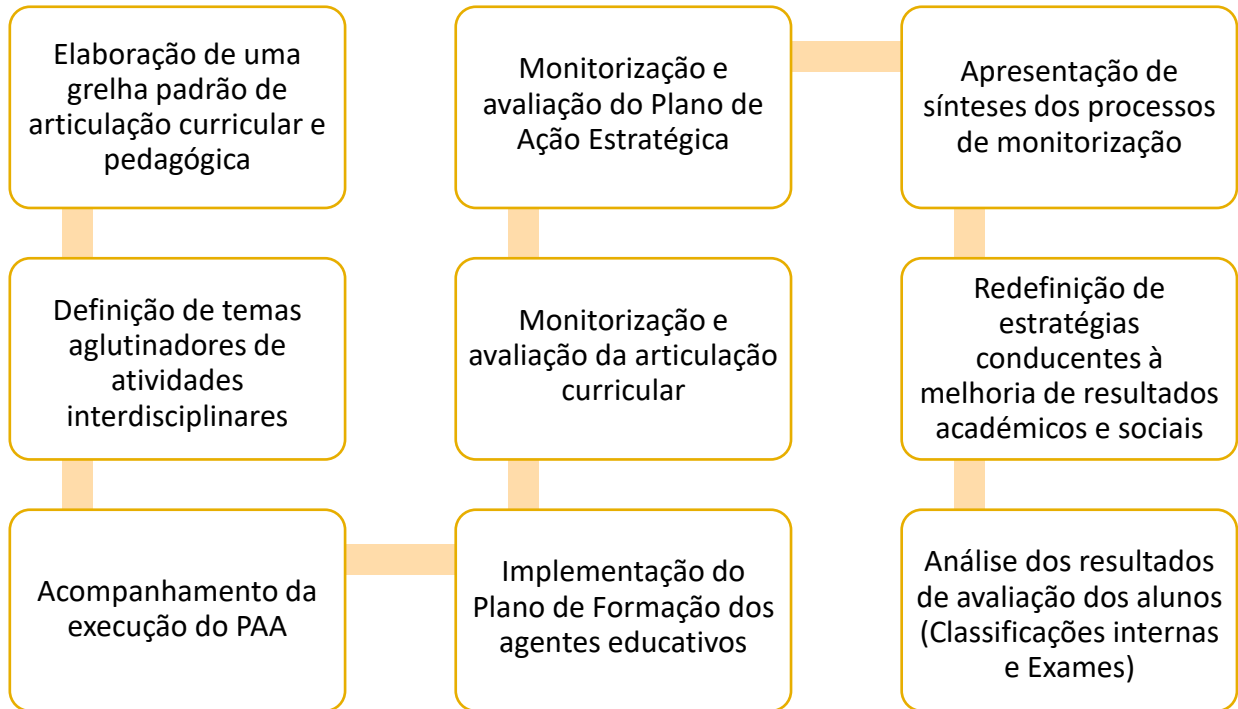 Elaboração de uma
grelha padrão de
articulação curricular e
pedagógica
Definição de temas
aglutinadores de
atividades
interdisciplinares
Acompanhamento da
execução do PAA
Implementação do
Plano de Formação dos
agentes educativos
Monitorização e
avaliação da articulação
curricular
Monitorização e
avaliação do Plano de
Ação Estratégica
Apresentação de
sínteses dos processos
de monitorização
Redefinição de
estratégias
conducentes à
melhoria de resultados
académicos e sociais
Análise dos resultados
de avaliação dos alunos
(Classificações internas
e Exames)